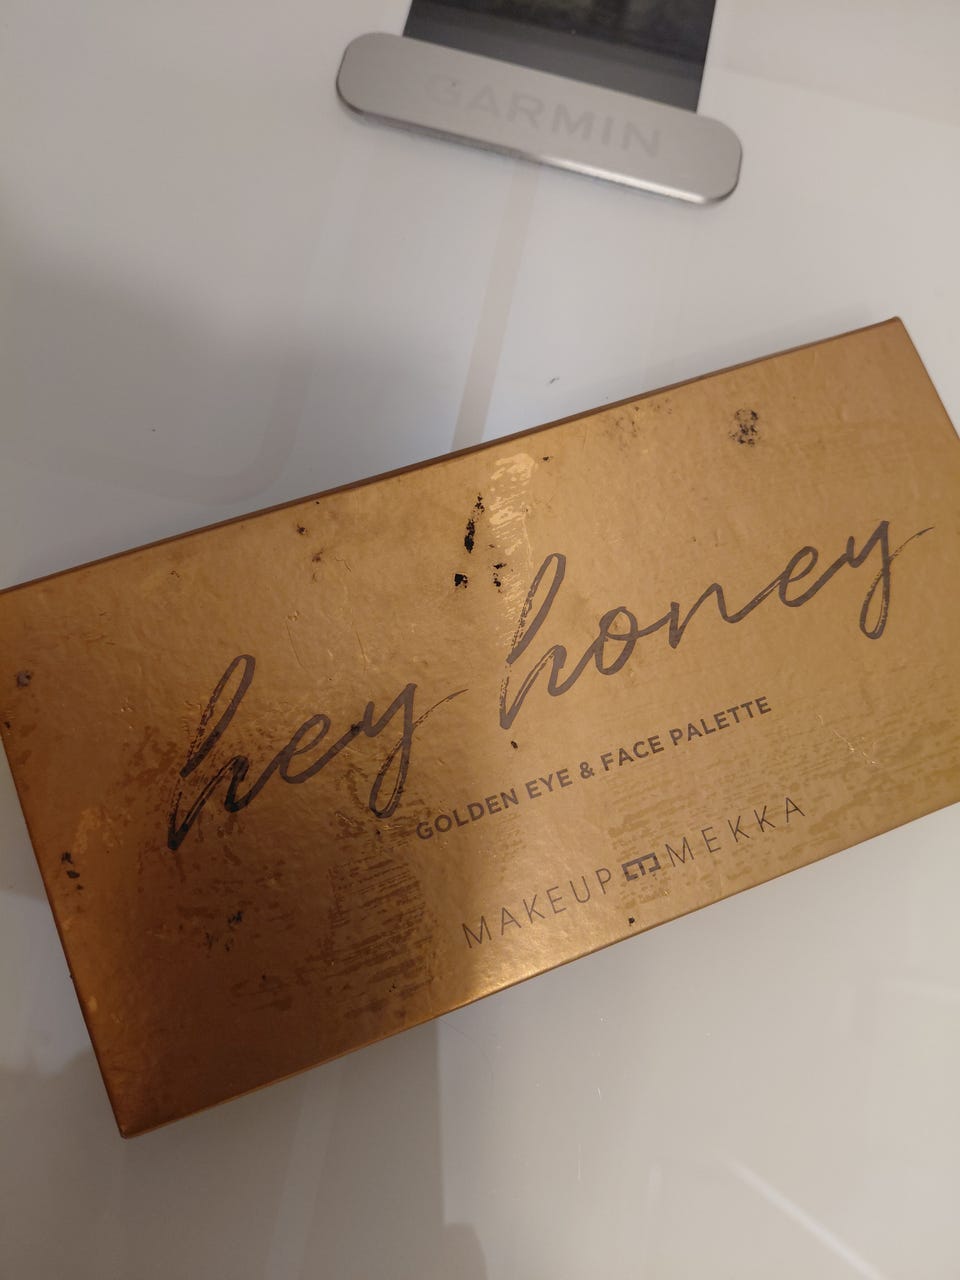 GARMIN
hey honey
GOLDEN EYE & FACE PALETTE
MAKEUP MEKKA